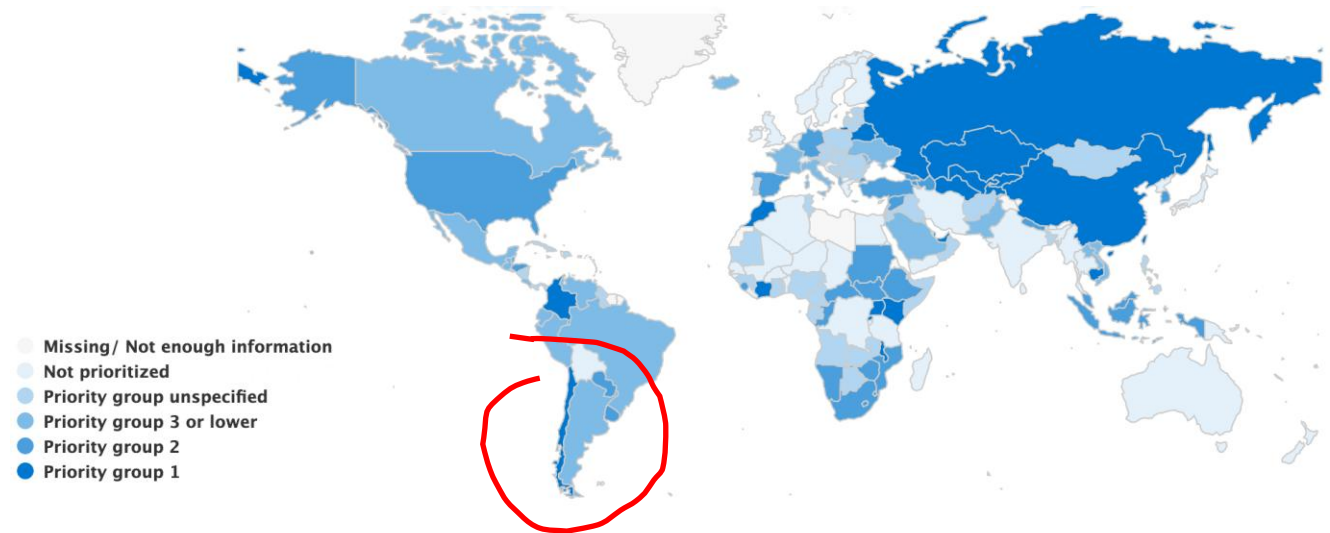 Missing/ Not enough information
Not prioritized
Priority group unspecified
Priority group 3 or lower
Priority group 2
Priority group 1